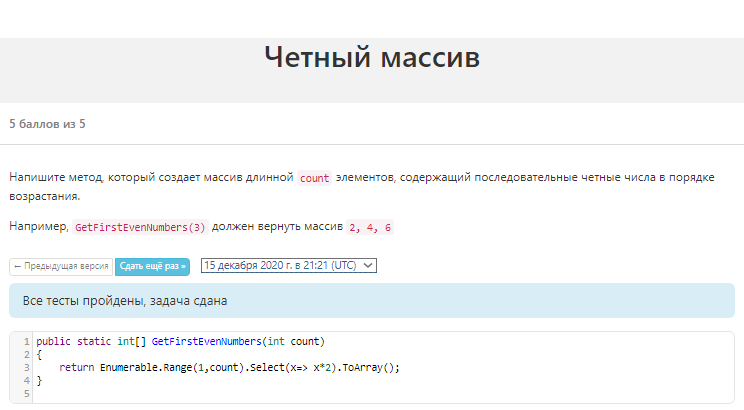 Четный массив
5 баллов из 5
Напишите метод, который создает массив длинной count элементов, содержащий последовательные четные числа в порядке
возрастания.
Например, GetFirstEvenNumbers(3) должен вернуть массив 2, 4, 6
← Предыдущая версия Сдать ещё раз » 15 декабря 2020 г. в 21:21 (UTC)
Все тесты пройдены, задача сдана
1 public static int[] GetFirstEvenNumbers(int count)
2 {
3     return Enumerable.Range(1,count).Select(x=> x*2).ToArray();
4 }
5